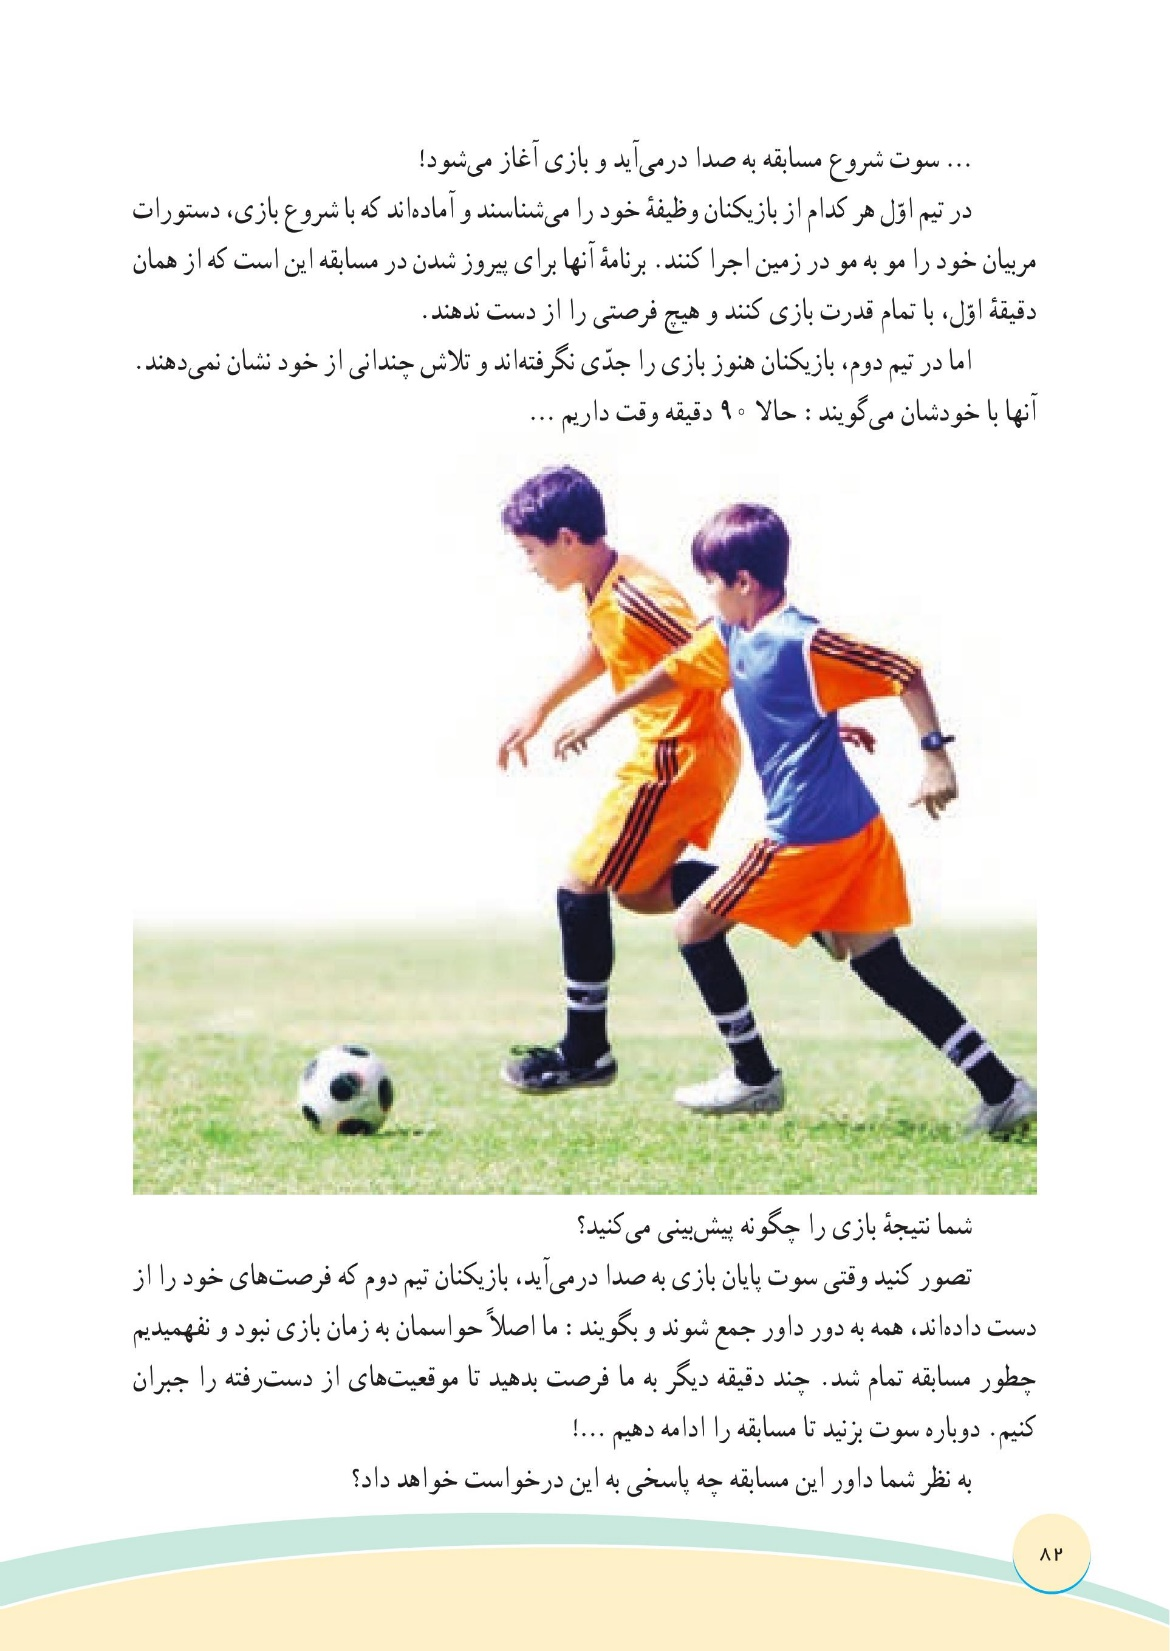 ... سوت شروع مسابقه به صدا درمی‌آید و بازی آغاز می‌شود!
در تیم اوّل هر کدام از بازیکنان وظیفهٔ خود را می‌شناسند و آماده‌اند که با شروع بازی، دستورات
مربیان خود را مو به مو در زمین اجرا کنند. برنامهٔ آنها برای پیروز شدن در مسابقه این است که از همان
دقیقهٔ اوّل، با تمام قدرت بازی کنند و هیچ فرصتی را از دست ندهند.
اما در تیم دوم، بازیکنان هنوز بازی را جدّی نگرفته‌اند و تلاش چندانی از خود نشان نمی‌دهند.
آنها با خودشان می‌گویند : حالا ۹۰ دقیقه وقت داریم ...
شما نتیجهٔ بازی را چگونه پیش‌بینی می‌کنید؟
تصور کنید وقتی سوت پایان بازی به صدا درمی‌آید، بازیکنان تیم دوم که فرصت‌های خود را از
دست داده‌اند، همه به دور داور جمع شوند و بگویند : ما اصلاً حواسمان به زمان بازی نبود و نفهمیدیم
چطور مسابقه تمام شد. چند دقیقه دیگر به ما فرصت بدهید تا موقعیت‌های از دست‌رفته را جبران
کنیم. دوباره سوت بزنید تا مسابقه را ادامه دهیم ...!
به نظر شما داور این مسابقه چه پاسخی به این درخواست خواهد داد؟
۸۲